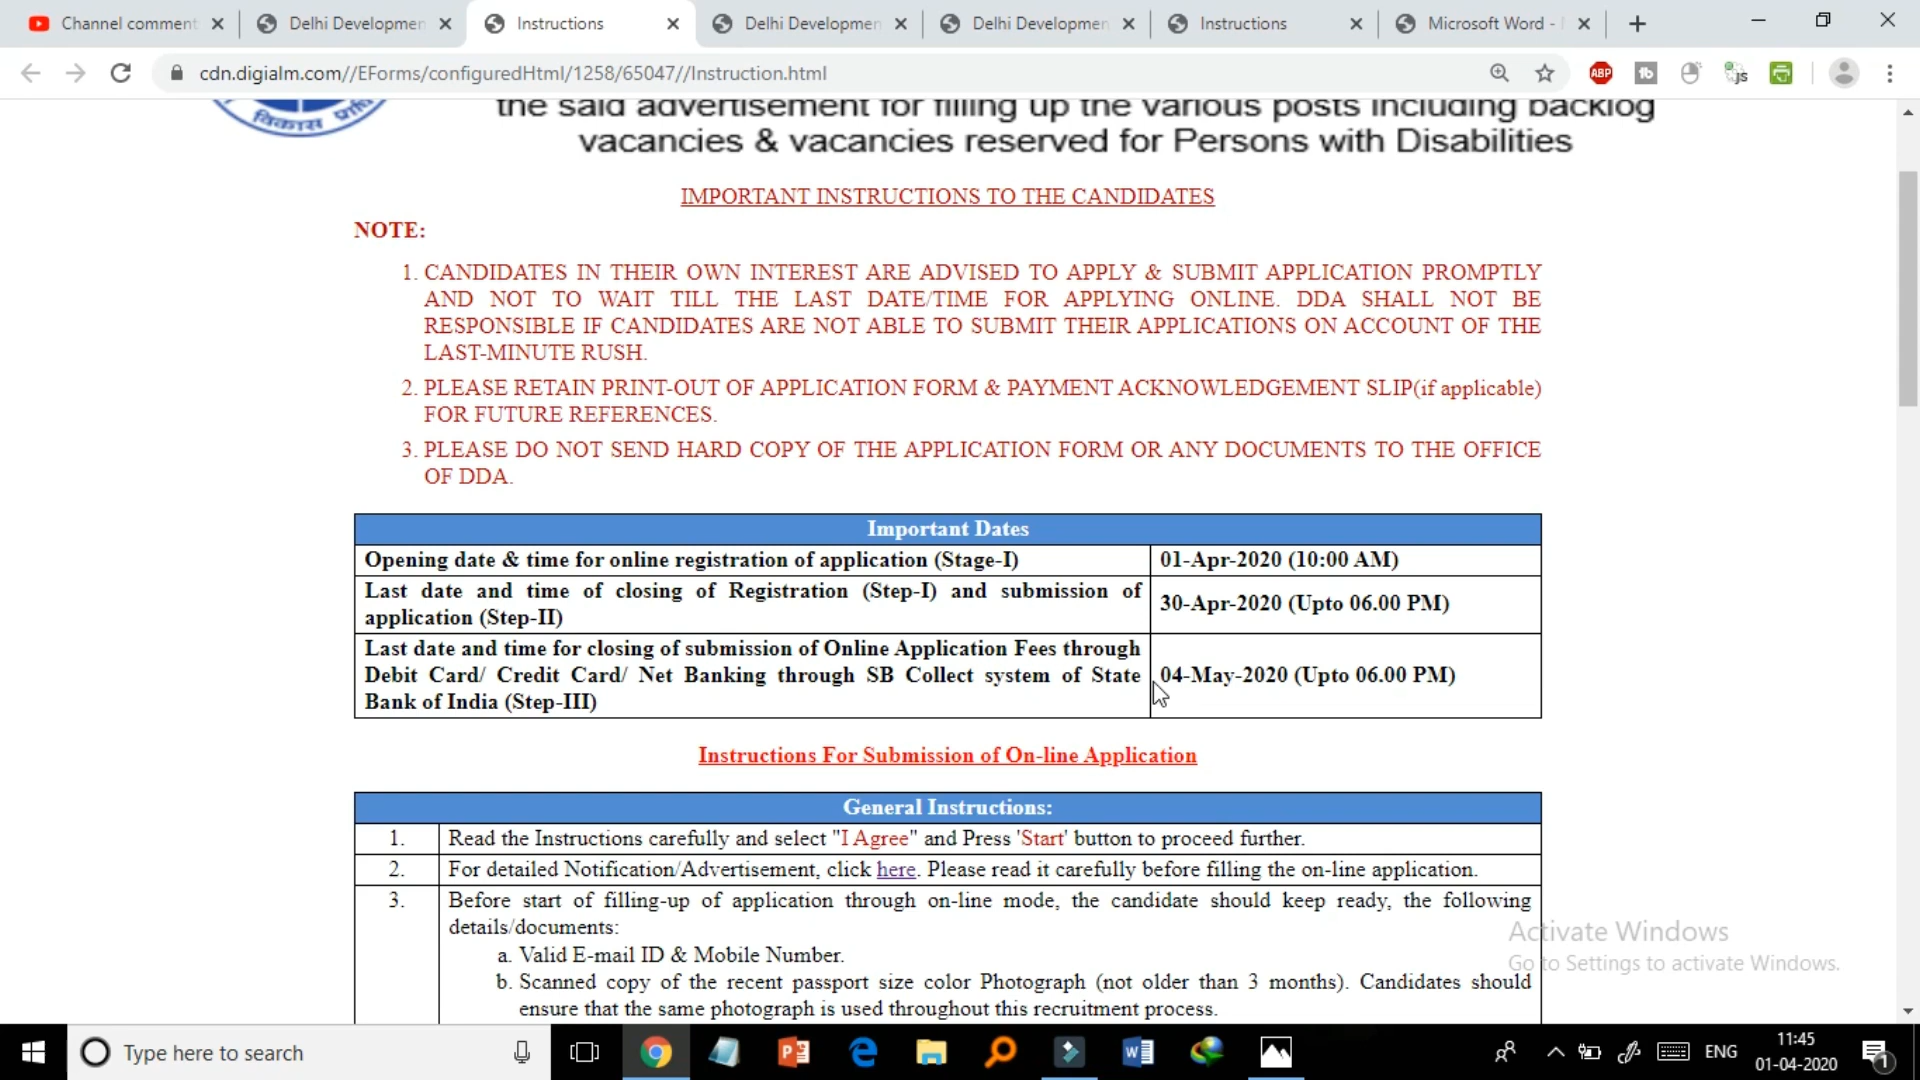 Channel comment
Delhi Developmen
Instructions
Delhi Developmen
Delhi Developmen
Instructions
Microsoft Word -
cdn.digialm.com//EForms/configuredHtml/1258/65047//Instruction.html
ABP
tb
js
विकास
the said advertisement for filling up the various posts including backlog
vacancies & vacancies reserved for Persons with Disabilities
IMPORTANT INSTRUCTIONS TO THE CANDIDATES
NOTE:
1. CANDIDATES IN THEIR OWN INTEREST ARE ADVISED TO APPLY & SUBMIT APPLICATION PROMPTLY
AND NOT TO WAIT TILL THE LAST DATE/TIME FOR APPLYING ONLINE. DDA SHALL NOT BE
RESPONSIBLE IF CANDIDATES ARE NOT ABLE TO SUBMIT THEIR APPLICATIONS ON ACCOUNT OF THE
LAST-MINUTE RUSH.
2. PLEASE RETAIN PRINT-OUT OF APPLICATION FORM & PAYMENT ACKNOWLEDGEMENT SLIP(if applicable)
FOR FUTURE REFERENCES.
3. PLEASE DO NOT SEND HARD COPY OF THE APPLICATION FORM OR ANY DOCUMENTS TO THE OFFICE
OF DDA.
Important Dates
Opening date & time for online registration of application (Stage-I) 01-Apr-2020 (10:00 AM)
Last date and time of closing of Registration (Step-I) and submission of
application (Step-II) 30-Apr-2020 (Upto 06.00 PM)
Last date and time for closing of submission of Online Application Fees through
Debit Card/ Credit Card/ Net Banking through SB Collect system of State 04-May-2020 (Upto 06.00 PM)
Bank of India (Step-III)
Instructions For Submission of On-line Application
General Instructions:
1. Read the Instructions carefully and select "I Agree" and Press 'Start' button to proceed further.
2. For detailed Notification/Advertisement, click here. Please read it carefully before filling the on-line application.
3. Before start of filling-up of application through on-line mode, the candidate should keep ready, the following
details/documents:
a. Valid E-mail ID & Mobile Number.
b. Scanned copy of the recent passport size color Photograph (not older than 3 months). Candidates should
ensure that the same photograph is used throughout this recruitment process.
Activate Windows
Go to Settings to activate Windows.
Type here to search
ENG
11:45
01-04-2020
1